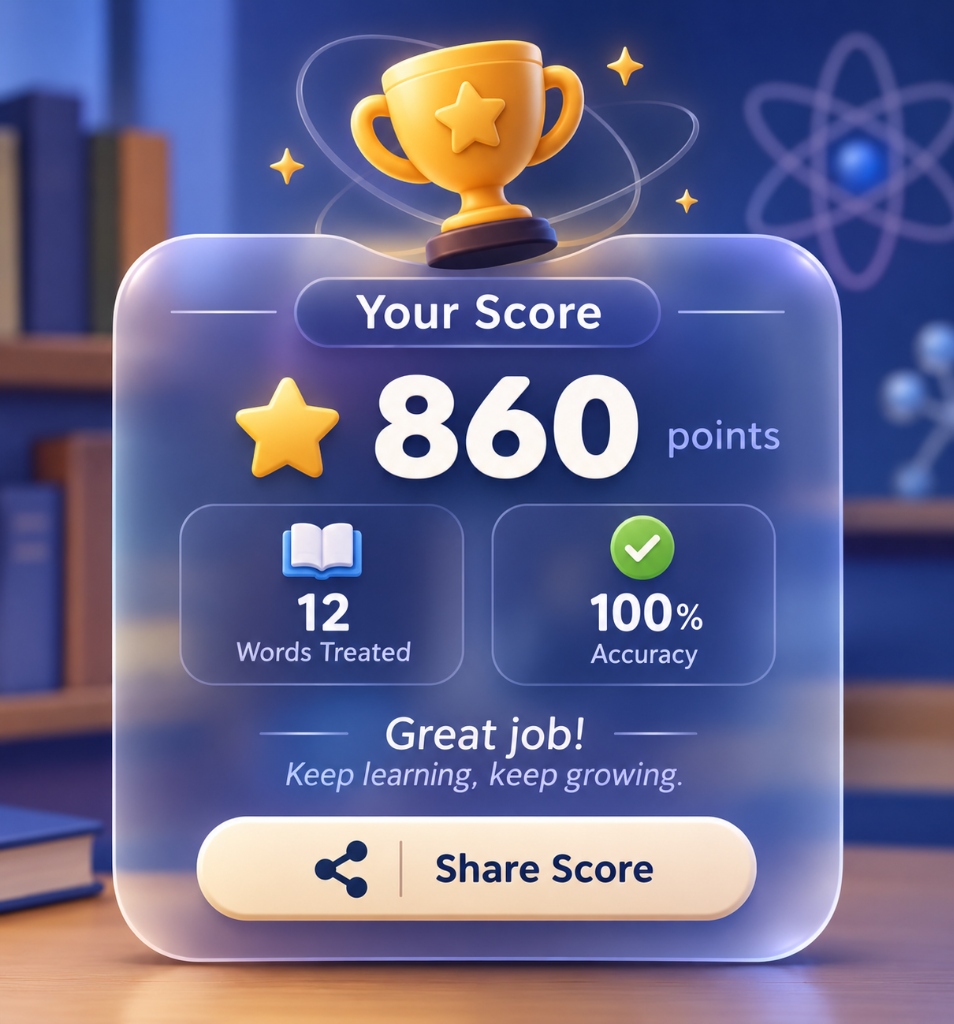 Your Score
860 points
12
Words Treated
100%
Accuracy
Great job!
Keep learning, keep growing.
Share Score